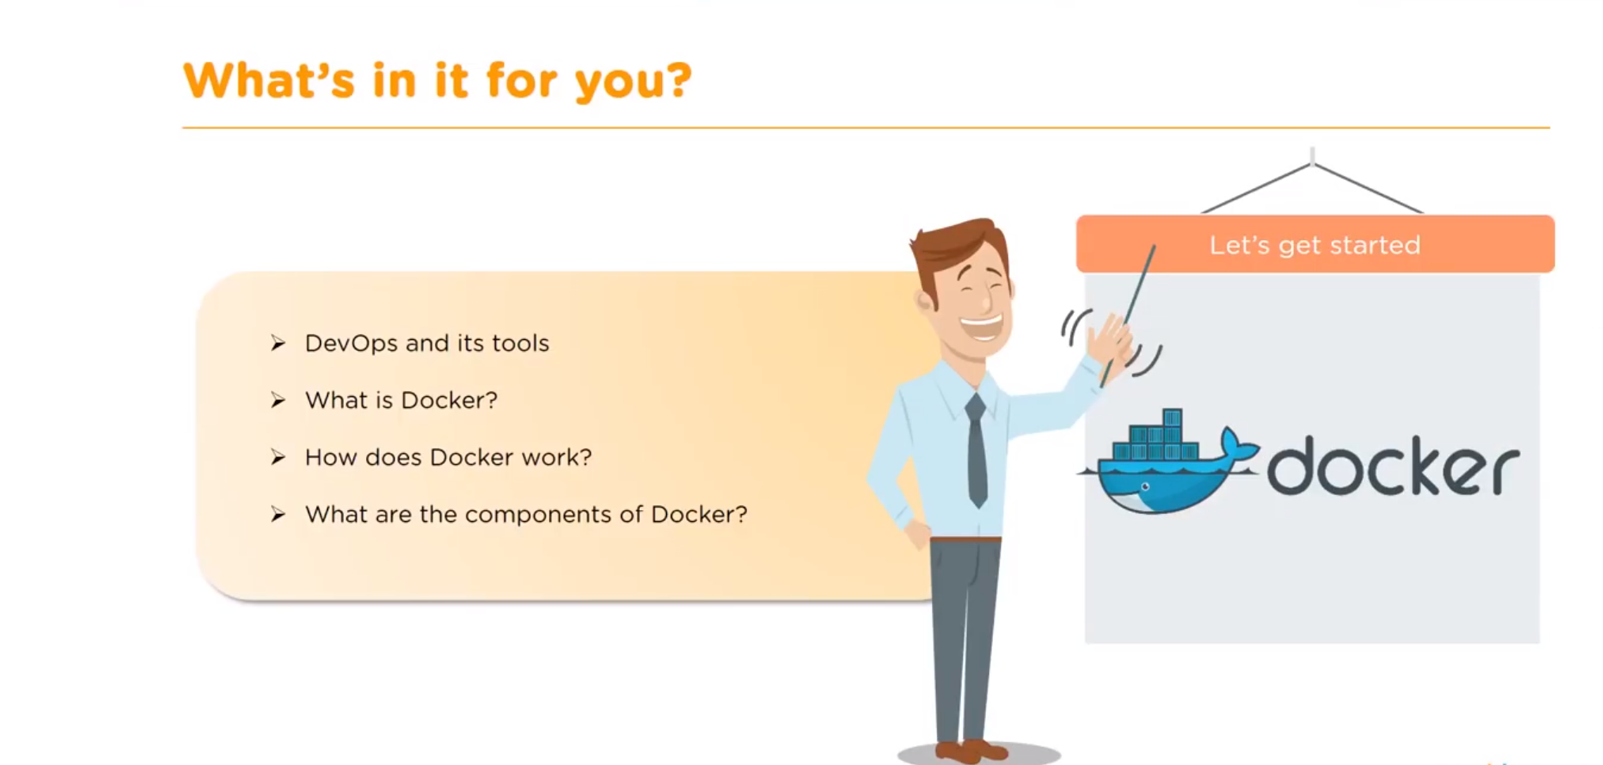 What's in it for you?
Let's get started
➢ DevOps and its tools
➢ What is Docker?
➢ How does Docker work?
➢ What are the components of Docker?
docker